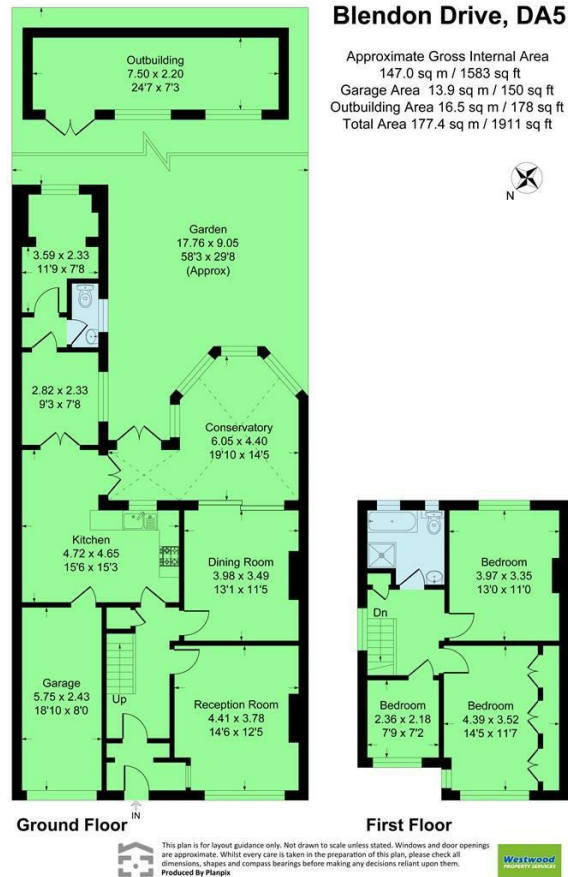 Blendon Drive, DA5
Approximate Gross Internal Area
147.0 sq m / 1583 sq ft
Garage Area 13.9 sq m / 150 sq ft
Outbuilding Area 16.5 sq m / 178 sq ft
Total Area 177.4 sq m / 1911 sq ft
N
Outbuilding
7.50 x 2.20
24'7 x 7'3
Garden
17.76 x 9.05
58'3 x 29'8
(Approx)
3.59 x 2.33
11'9 x 7'8
2.82 x 2.33
9'3 x 7'8
Conservatory
6.05 x 4.40
19'10 x 14'5
Kitchen
4.72 x 4.65
15'6 x 15'3
Dining Room
3.98 x 3.49
13'1 x 11'5
Garage
5.75 x 2.43
18'10 x 8'0
Up
Reception Room
4.41 x 3.78
14'6 x 12'5
IN
Bedroom
3.97 x 3.35
13'0 x 11'0
Dn
Bedroom
2.36 x 2.18
7'9 x 7'2
Bedroom
4.39 x 3.52
14'5 x 11'7
Ground Floor
First Floor
This plan is for layout guidance only. Not drawn to scale unless stated. Windows and door openings
are approximate. Whilst every care is taken in the preparation of this plan, please check all
dimensions, shapes and compass bearings before making any decisions reliant upon them.
Produced By Planpix
Westwood
PROPERTY SERVICES